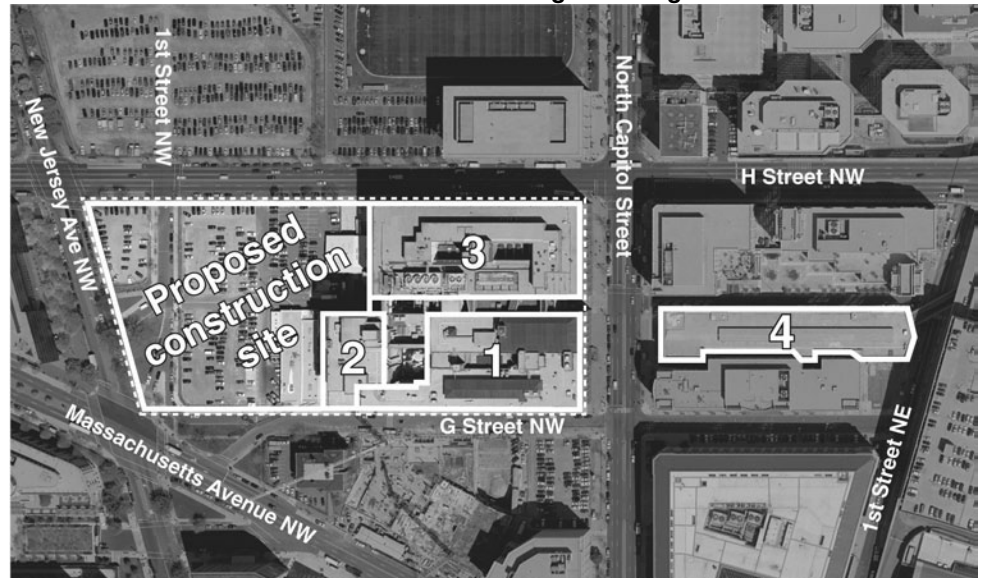 1st Street NW
North Capitol Street
New Jersey Ave NW
H Street NW
Proposed
construction
site
3
2
1
4
G Street NW
Massachusetts Avenue NW
1st Street NE